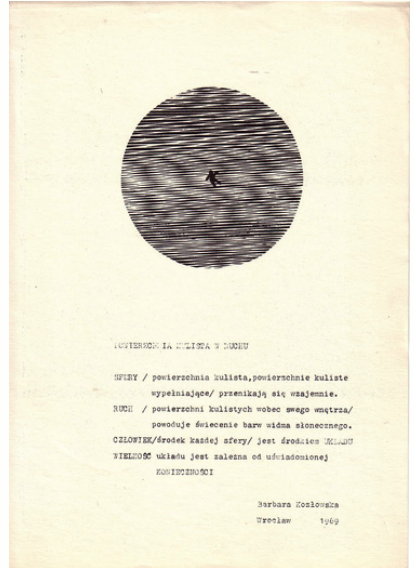 POWIERZCHNIA KULISTA W RUCHU
SFERY / powierzchnia kulista,powierzchnie kuliste
wypełniające/ przenikają się wzajemnie.
RUCH / powierzchni kulistych wobec swego wnętrza/
powoduje świecenie barw widma słonecznego.
CZŁOWIEK/środek każdej sfery/ jest środkiem UKŁADU
WIELKOŚĆ układu jest zależna od uświadomionej
KONIECZNOŚCI
Barbara Kozłowska
Wrocław 1969